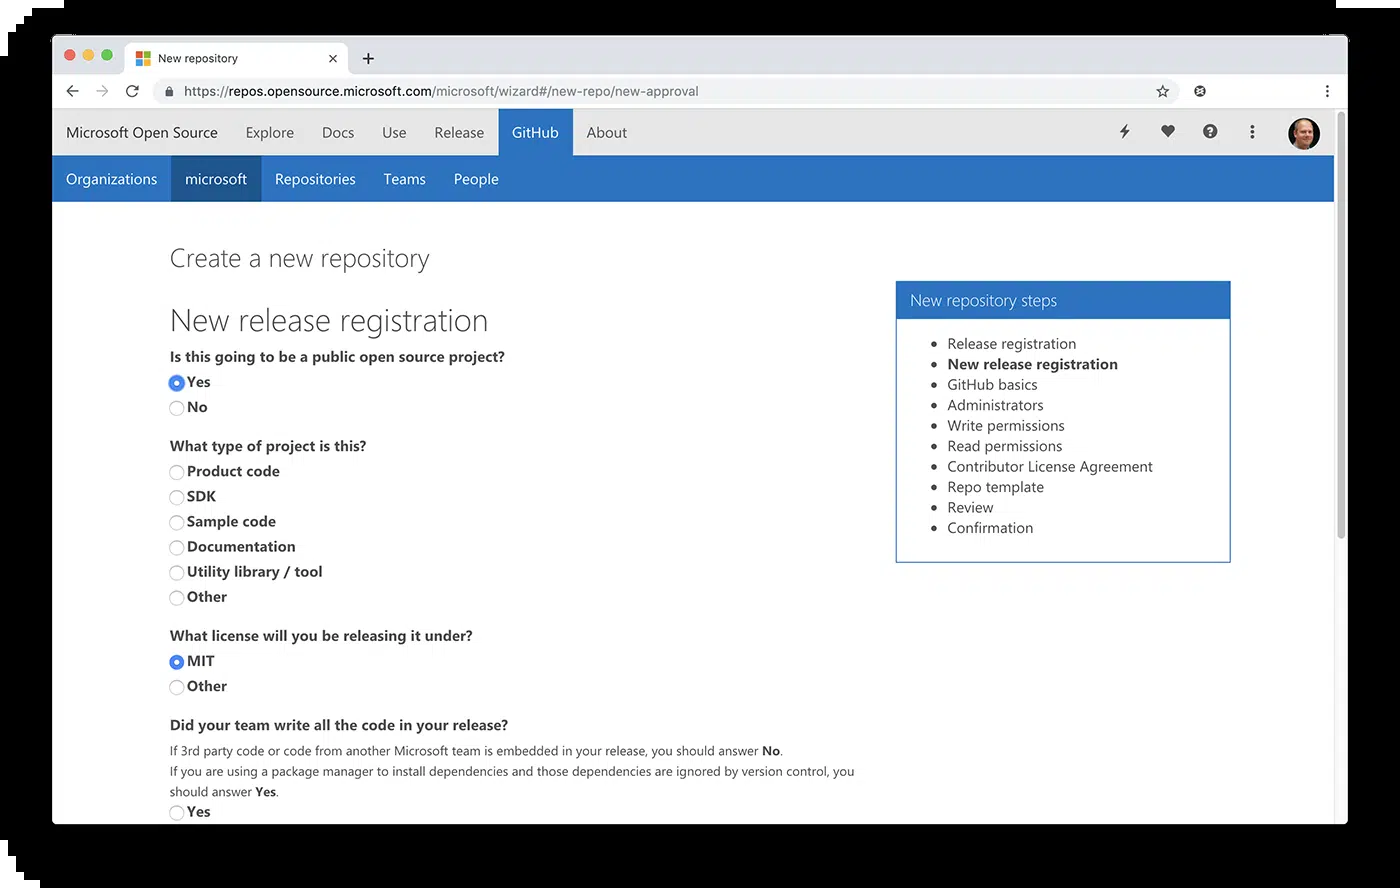 New repository
https://repos.opensource.microsoft.com/microsoft/wizard#/new-repo/new-approval
Microsoft Open Source Explore Docs Use Release GitHub About
Organizations microsoft Repositories Teams People
Create a new repository
New release registration
Is this going to be a public open source project?
Yes
No
What type of project is this?
Product code
SDK
Sample code
Documentation
Utility library / tool
Other
What license will you be releasing it under?
MIT
Other
Did your team write all the code in your release?
If 3rd party code or code from another Microsoft team is embedded in your release, you should answer No.
If you are using a package manager to install dependencies and those dependencies are ignored by version control, you
should answer Yes.
Yes
New repository steps
Release registration
New release registration
GitHub basics
Administrators
Write permissions
Read permissions
Contributor License Agreement
Repo template
Review
Confirmation